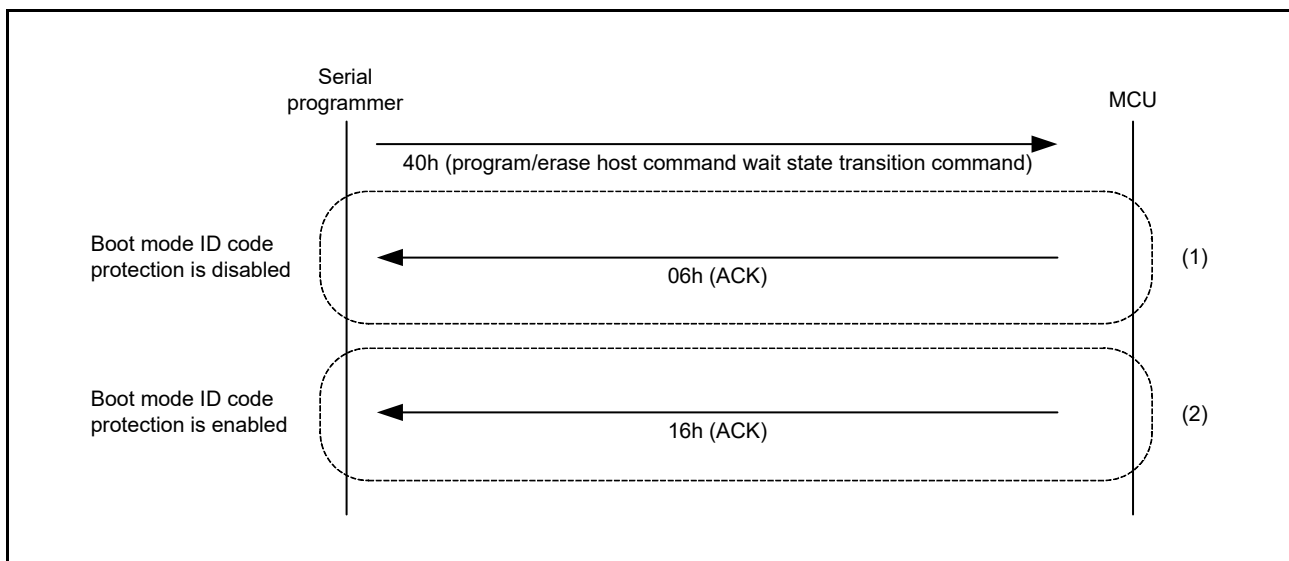 Serial
programmer
MCU
40h (program/erase host command wait state transition command)
Boot mode ID code
protection is disabled
06h (ACK)
(1)
Boot mode ID code
protection is enabled
16h (ACK)
(2)